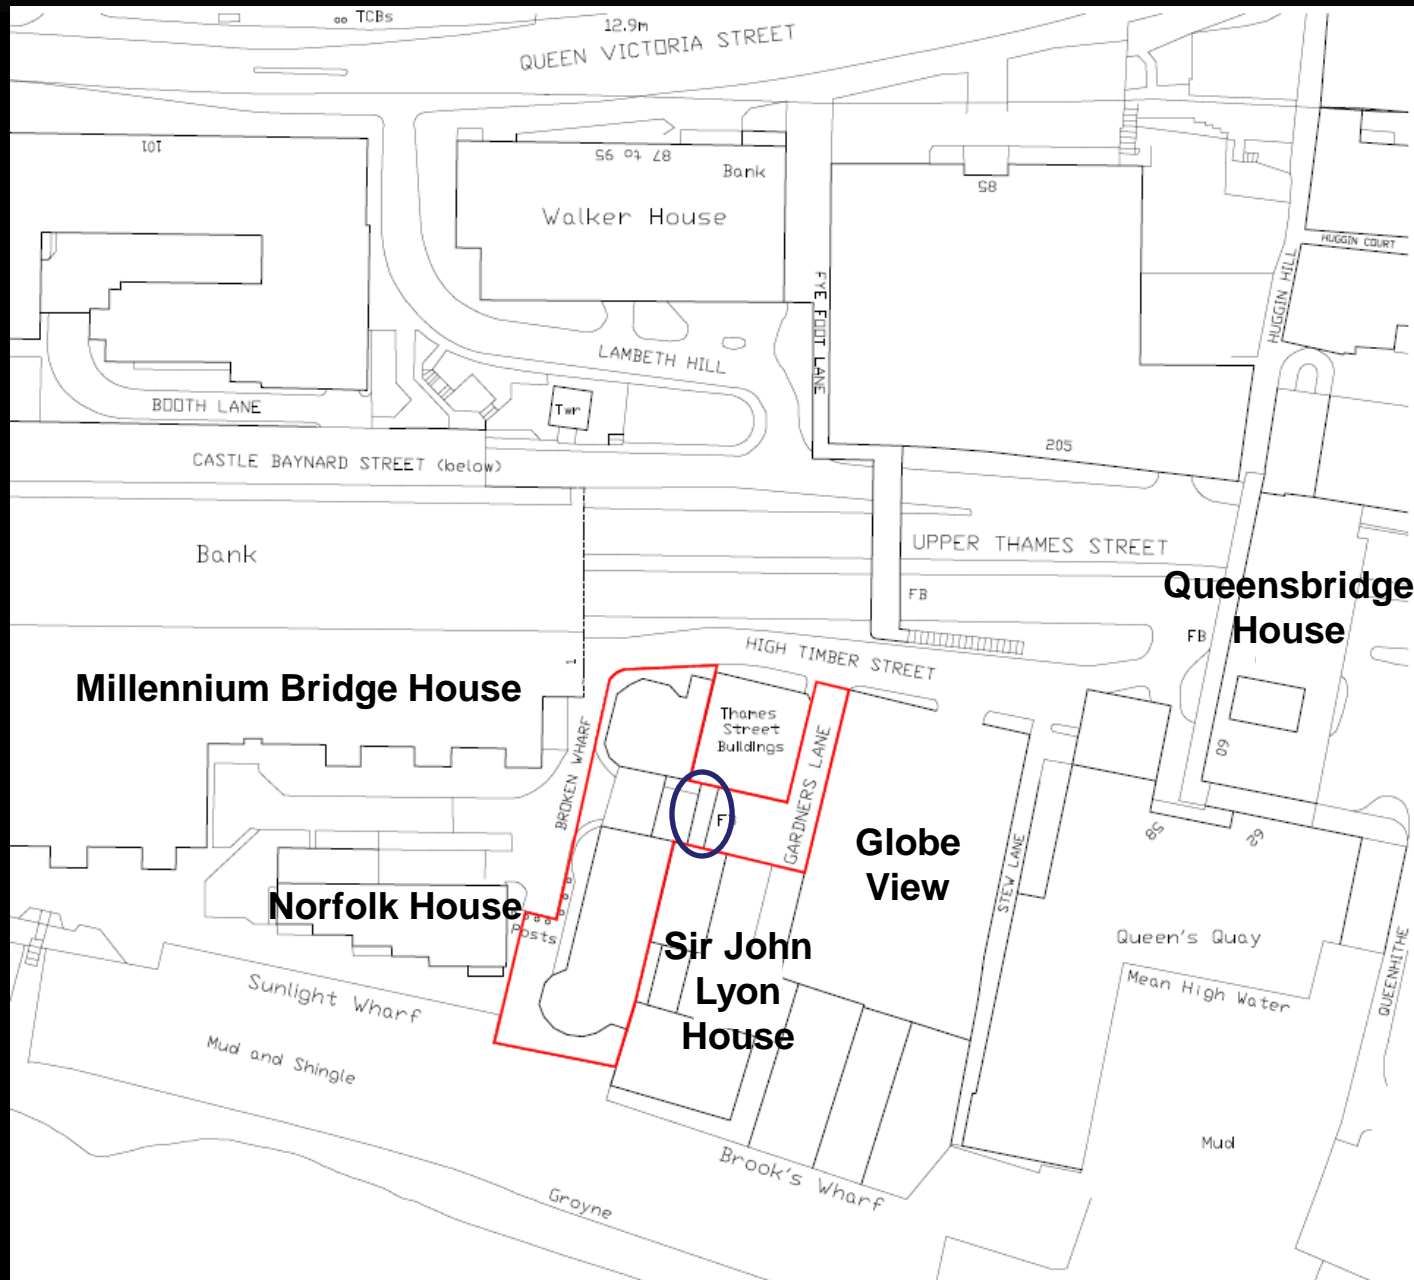 TCBs
12.9m
QUEEN VICTORIA STREET
101
87 to 95
Bank
Walker House
85
HUGGIN COURT
HUGGIN HILL
FYE FOOT LANE
LAMBETH HILL
BOOTH LANE
Twr
205
CASTLE BAYNARD STREET (below)
Bank
UPPER THAMES STREET
Queensbridge
House
FB
FB
HIGH TIMBER STREET
1
Millennium Bridge House
Thames
Street
Buildings
BROKEN WHARF
GARDNERS LANE
60
58
62
Globe
View
STEW LANE
Norfolk House
Posts
Sir John
Lyon
House
Queen's Quay
Mean High Water
QUEENHITHE
Sunlight Wharf
Mud and Shingle
Mud
Brook's Wharf
Groyne